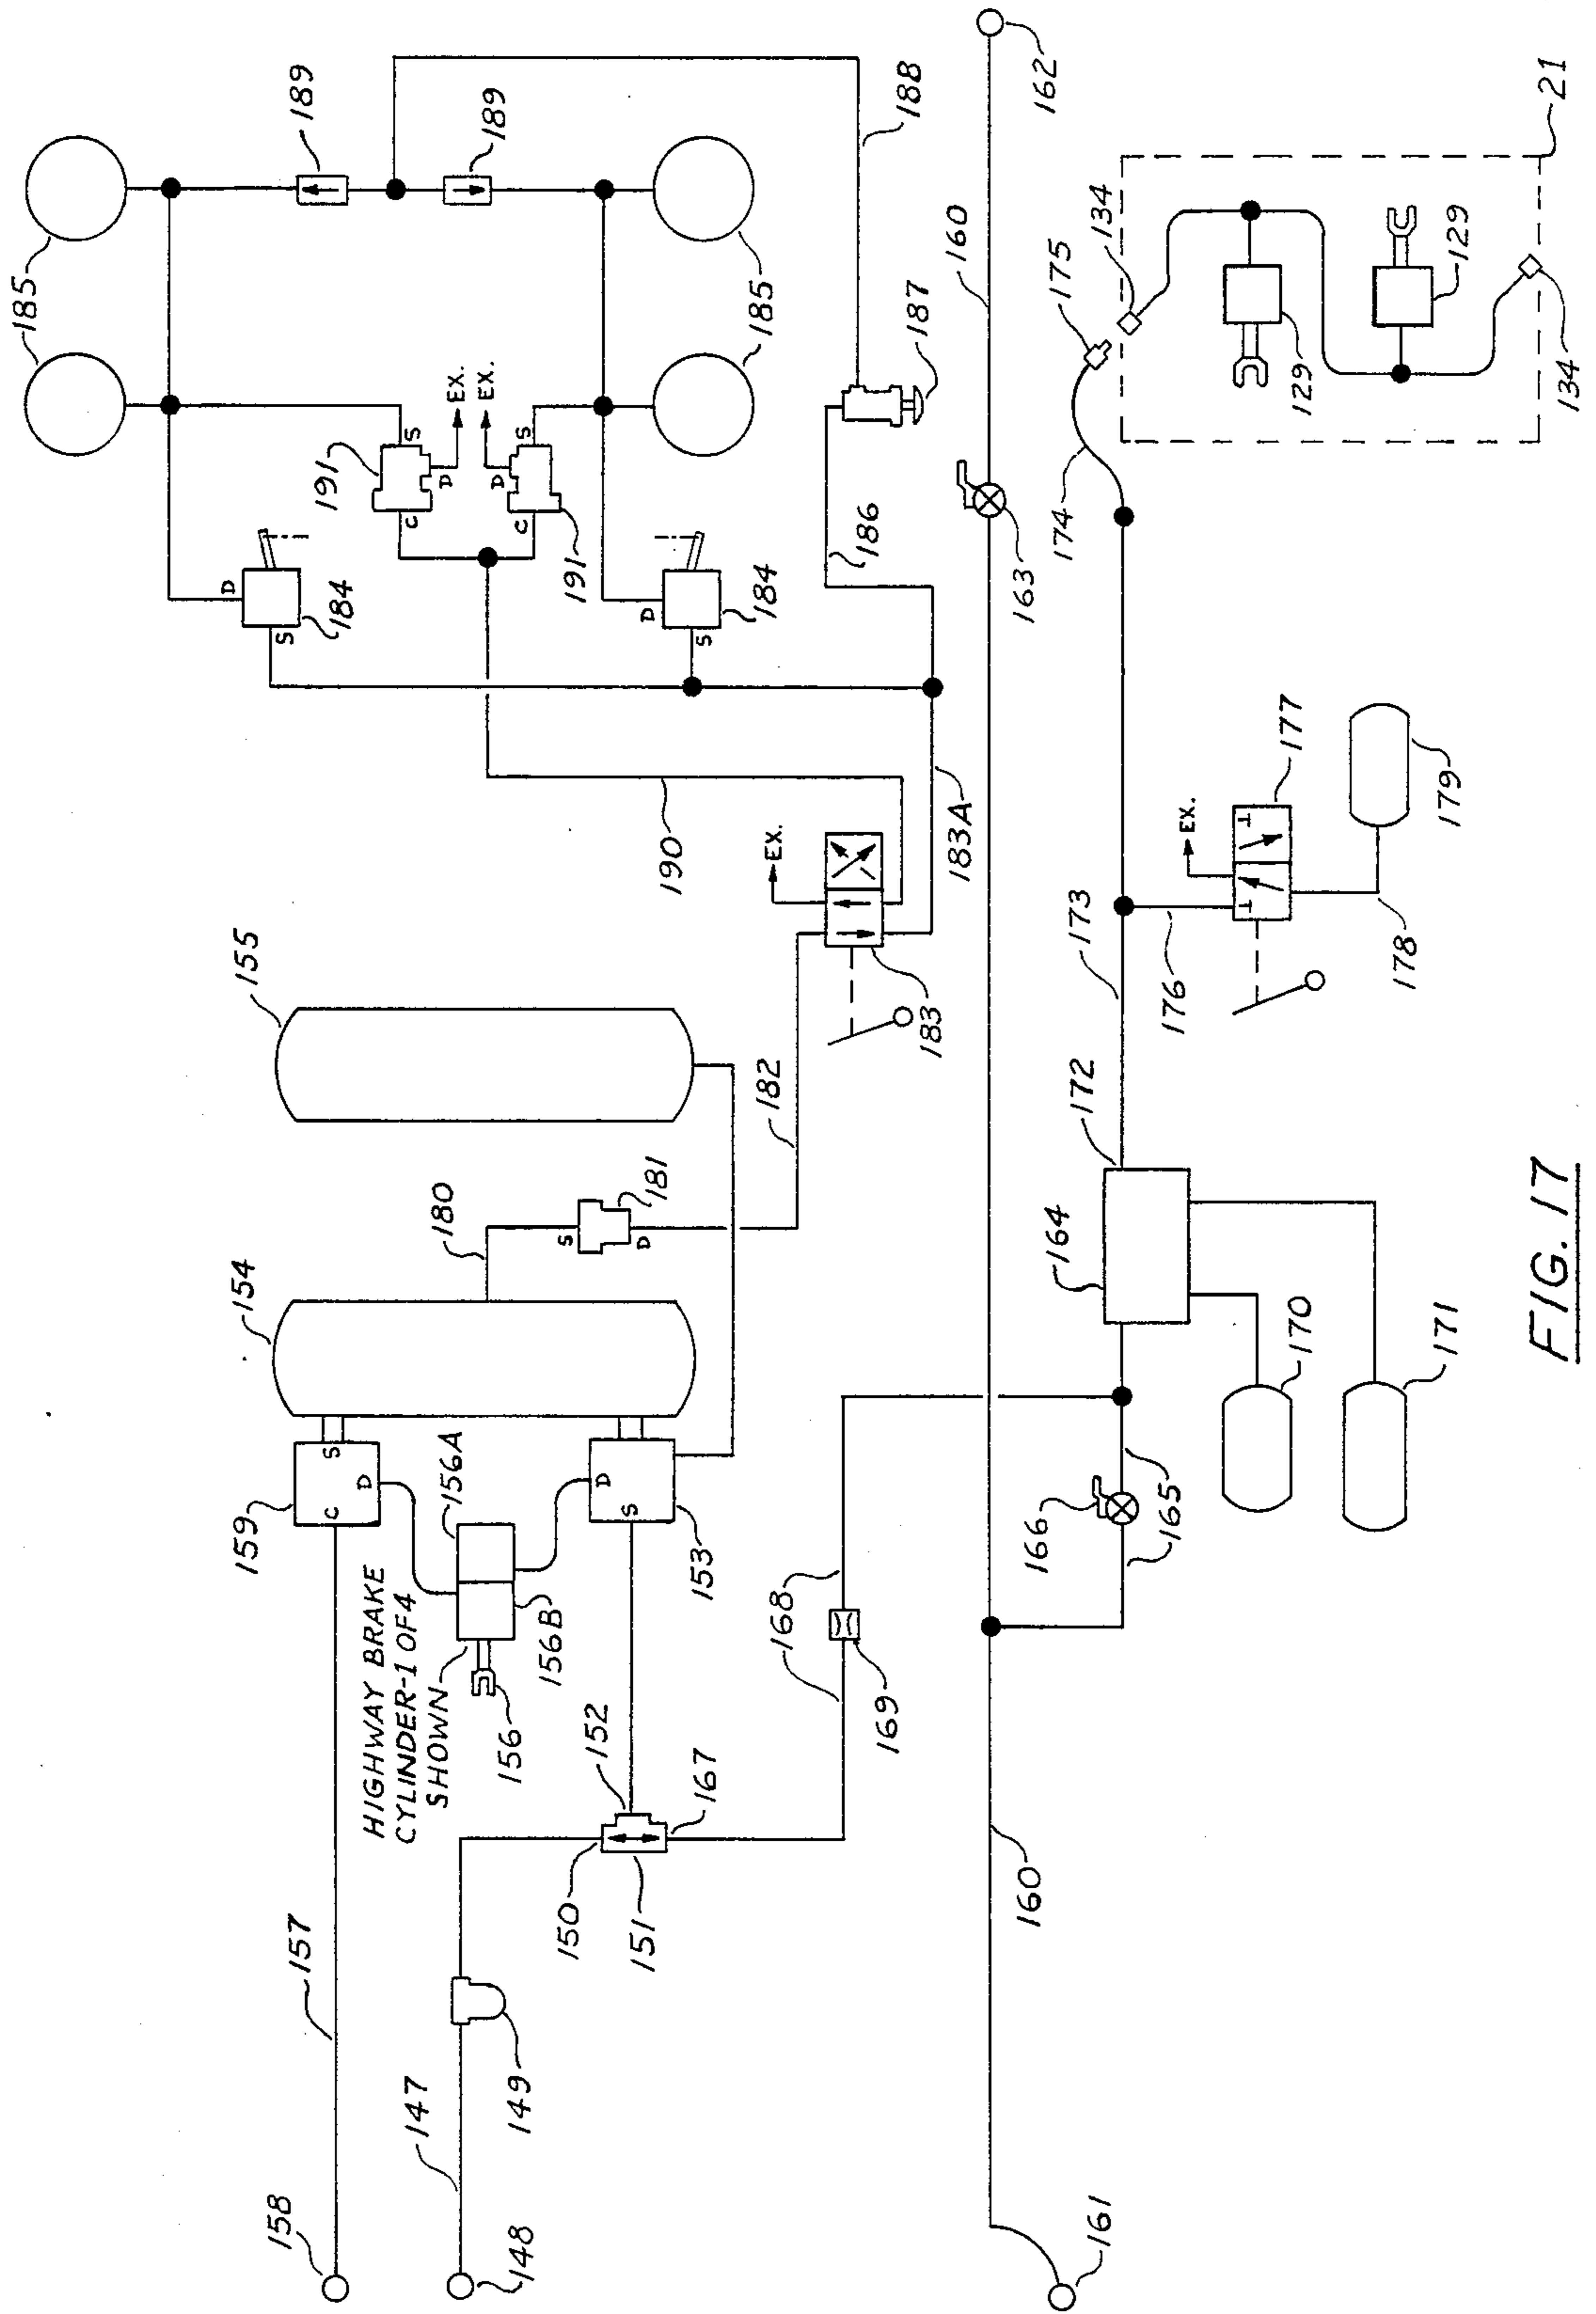 189
189
188
162
21
185
185
160
134
175
129
187
EX.
EX.
191
S
D
S
D
C
C
191
186
163
174
129
134
D
184
S
D
184
S
190
EX.
183A
177
EX.
179
155
183
173
176
178
182
181
180
S
D
172
154
164
170
171
159
S
D
C
156A
D
S
153
166
165
HIGHWAY BRAKE
CYLINDER-1 OF 4
SHOWN
156B
156
152
168
169
167
150
151
157
160
147
149
158
148
161
FIG. 17